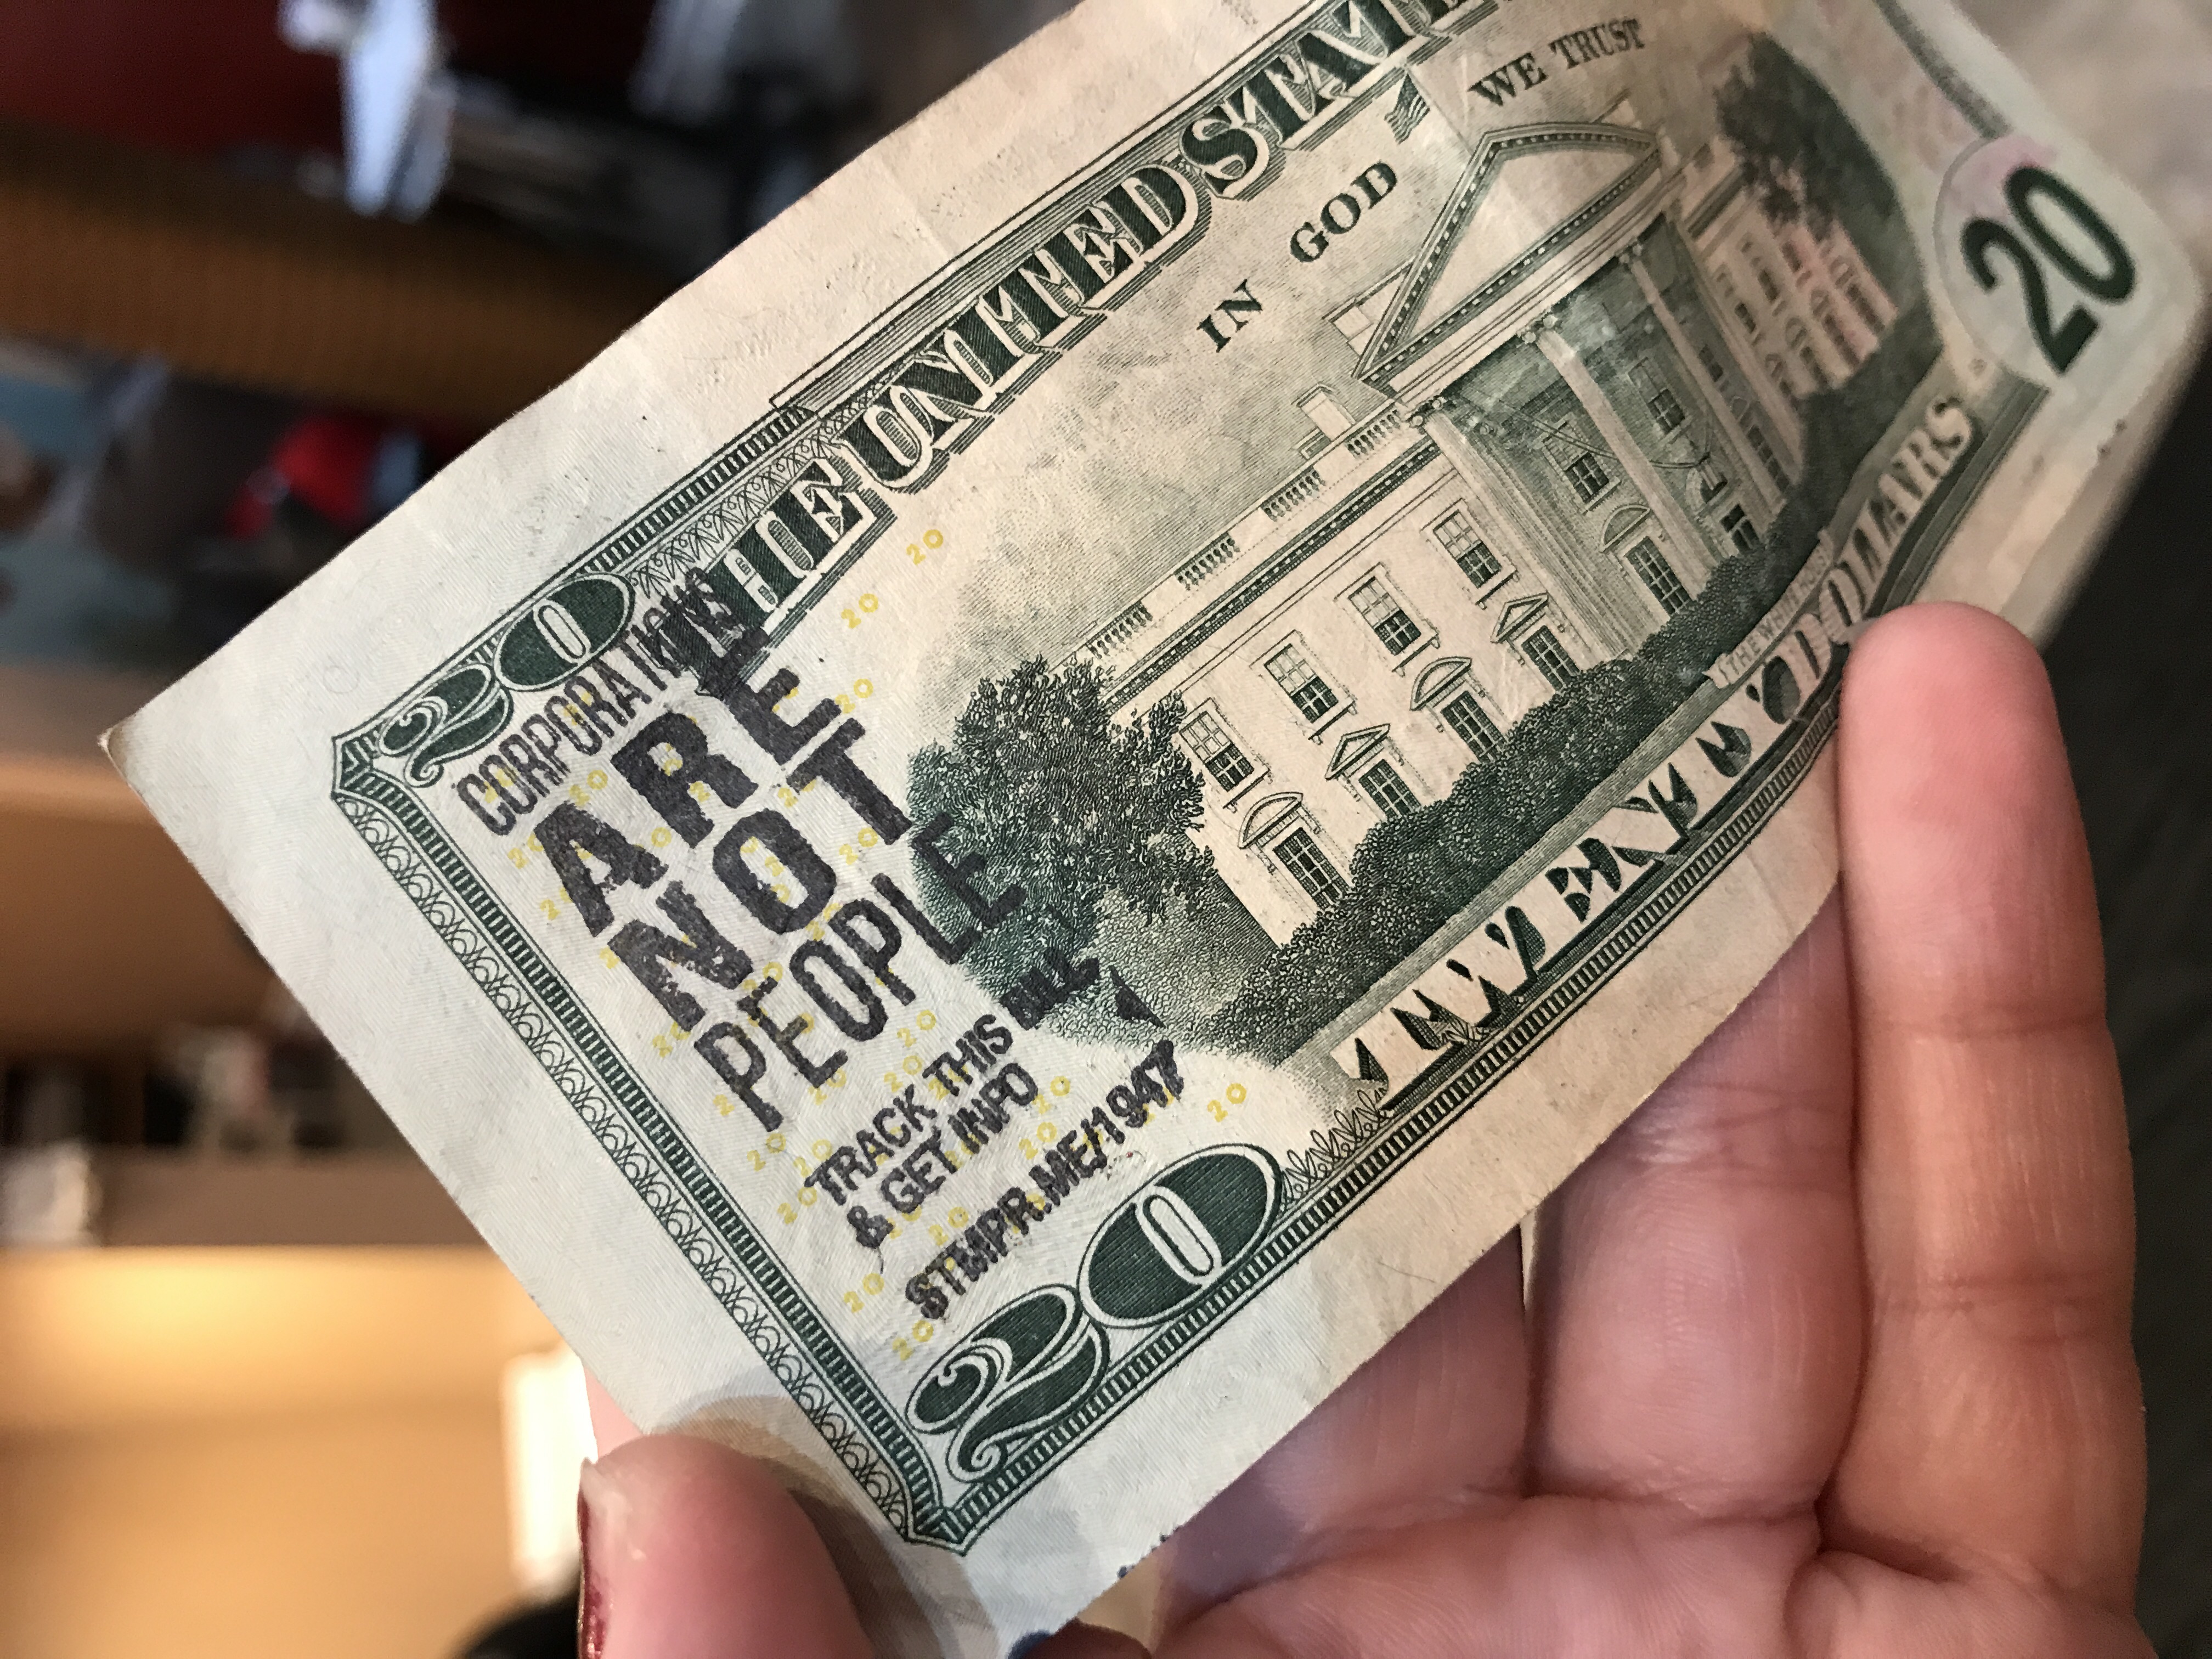 THE UNITED STATE
IN GOD WE TRUST
20
20
CORPORATIONS
ARE
NOT
PEOPLE
TRACK THIS BILL
& GET INFO
STMPR.ME/1947
THE WHITE HOUSE
TWENTY DOLLARS
20